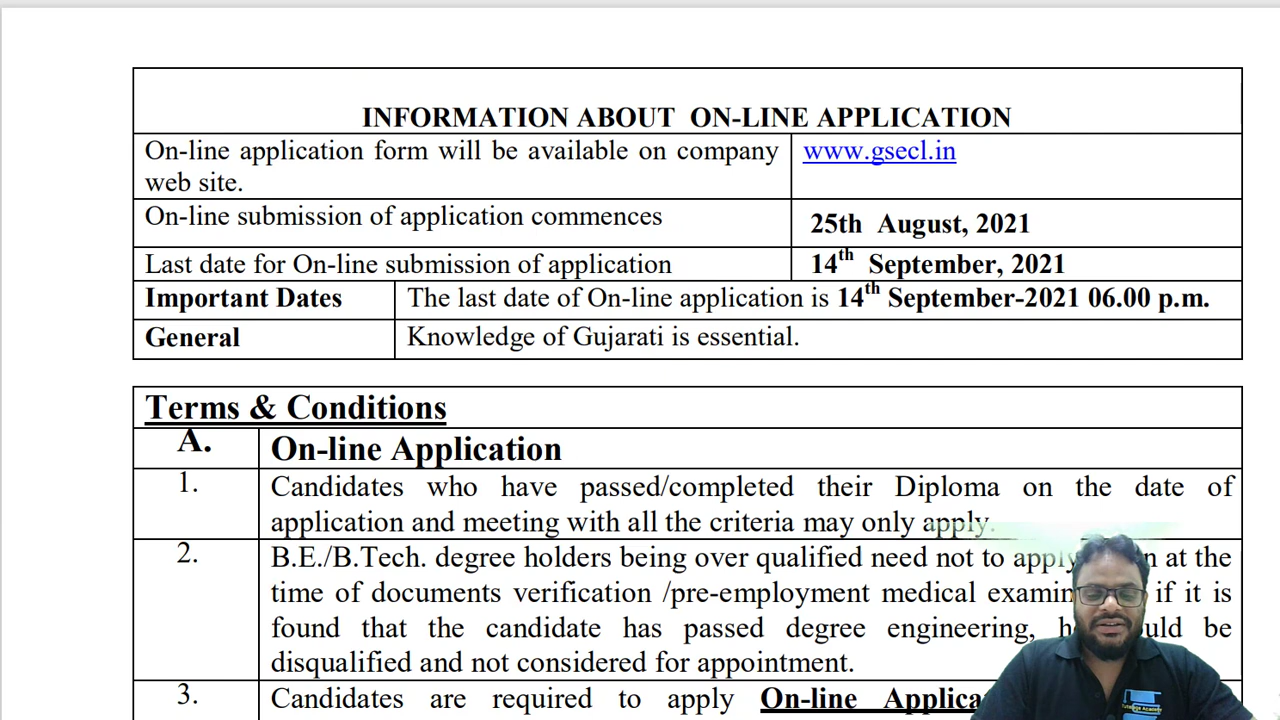 INFORMATION ABOUT ON-LINE APPLICATION
On-line application form will be available on company
web site.
www.gsecl.in
On-line submission of application commences
25th August, 2021
Last date for On-line submission of application
14th September, 2021
Important Dates
The last date of On-line application is 14th September-2021 06.00 p.m.
General
Knowledge of Gujarati is essential.
Terms & Conditions
A.
On-line Application
1.
Candidates who have passed/completed their Diploma on the date of
application and meeting with all the criteria may only apply.
2.
B.E./B.Tech. degree holders being over qualified need not to apply at the
time of documents verification /pre-employment medical if it is
found that the candidate has passed degree engineering, be
disqualified and not considered for appointment.
3.
Candidates are required to apply On-line